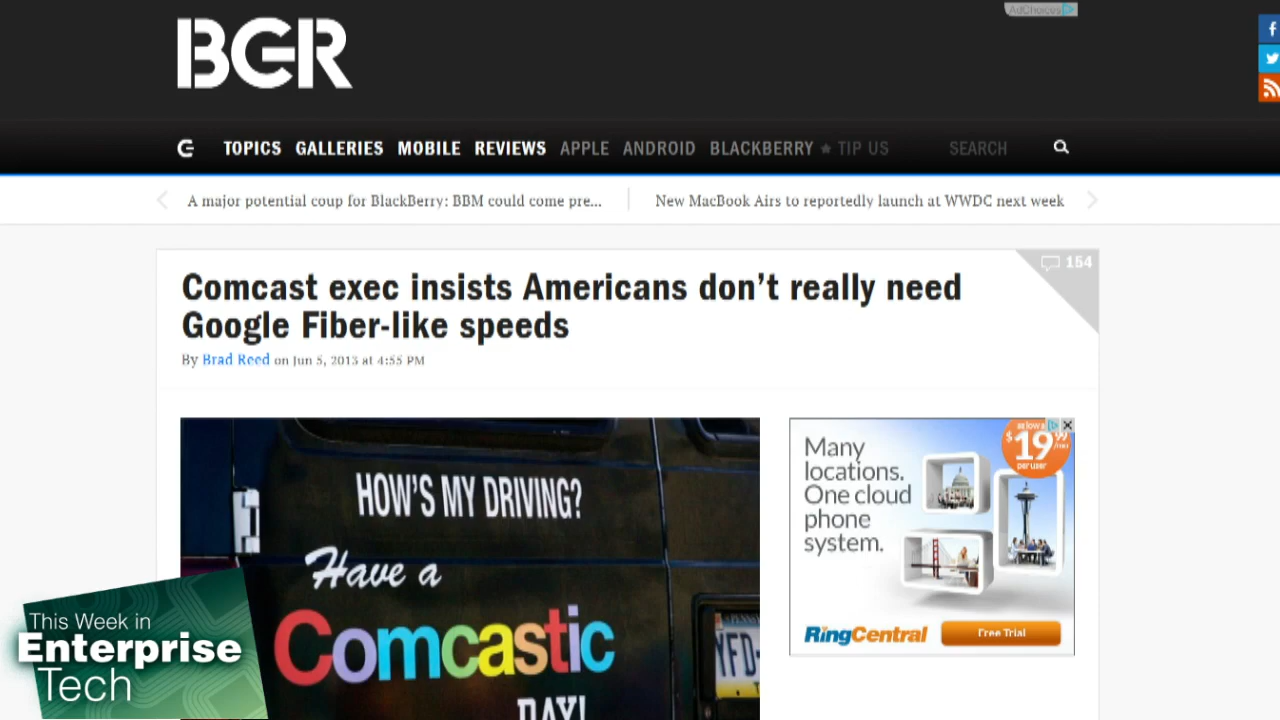 AdChoices
BGR
TOPICS GALLERIES MOBILE REVIEWS APPLE ANDROID BLACKBERRY TIP US SEARCH
A major potential coup for BlackBerry: BBM could come pre...
New MacBook Airs to reportedly launch at WWDC next week
154
Comcast exec insists Americans don't really need
Google Fiber-like speeds
By Brad Reed on Jun 5, 2013 at 4:55 PM
HOW'S MY DRIVING?
Have a
Comcastic
DAY!
YFD-
as low as
$19.99
/mo
per user
Many
locations.
One cloud
phone
system.
RingCentral
Free Trial
This Week in
Enterprise
Tech